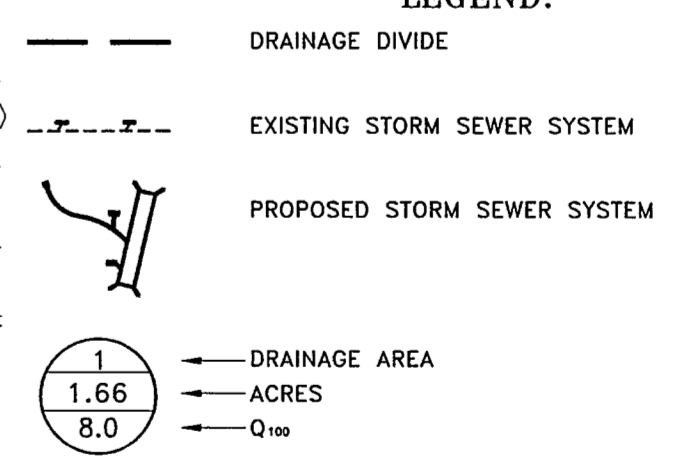 LEGEND:
DRAINAGE DIVIDE
EXISTING STORM SEWER SYSTEM
PROPOSED STORM SEWER SYSTEM
1 DRAINAGE AREA
1.66 ACRES
8.0 Q100